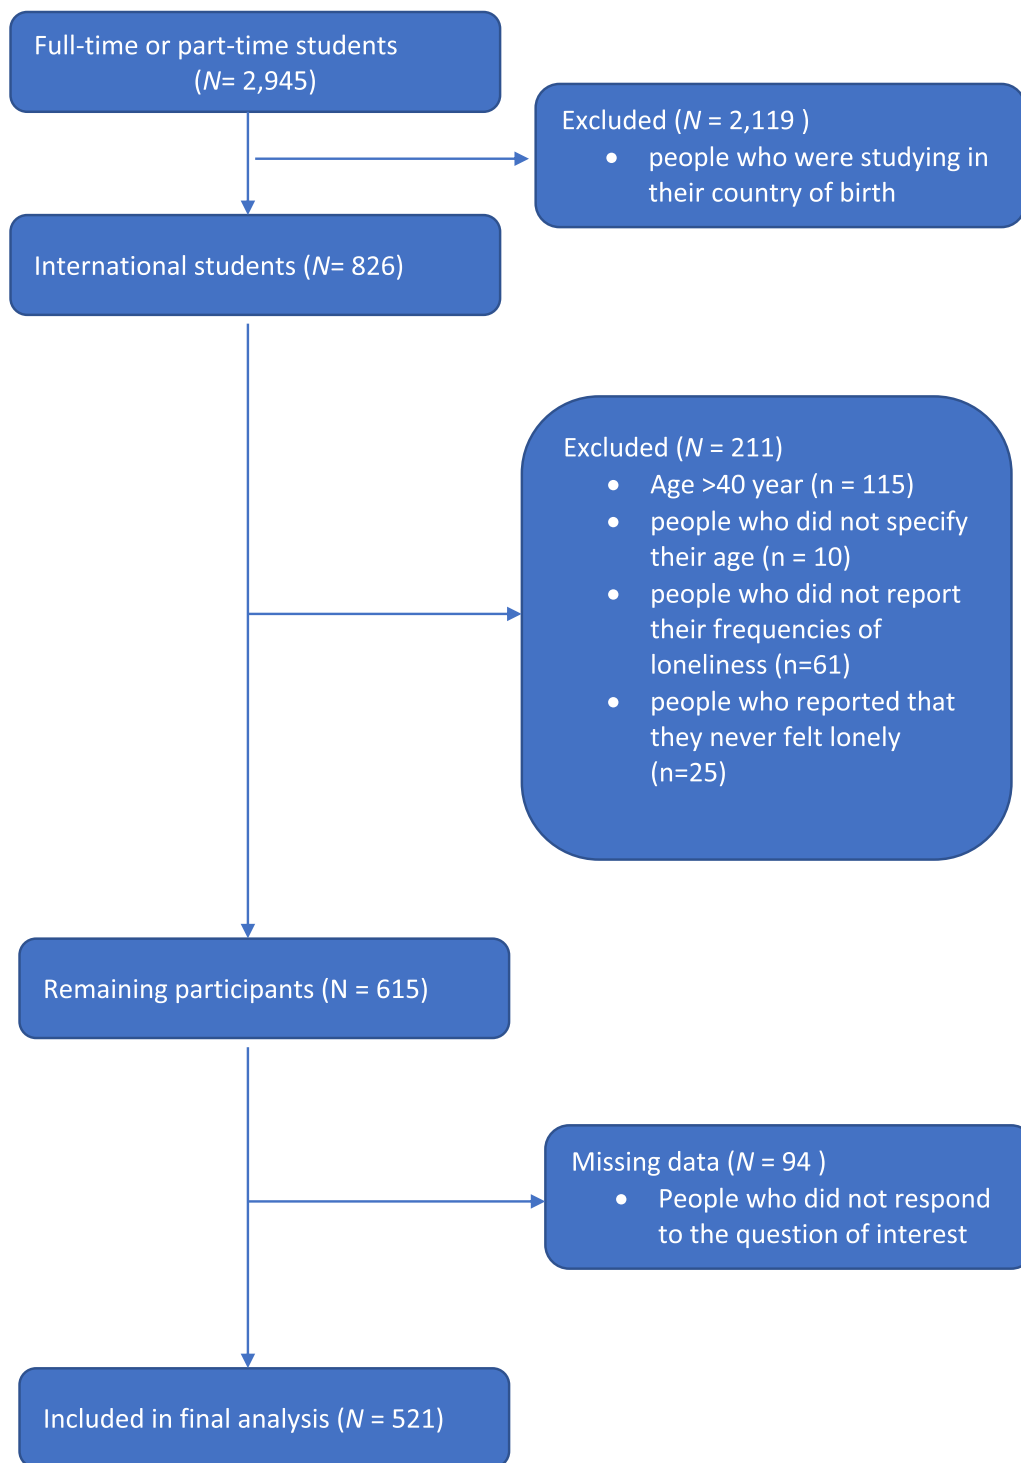 Full-time or part-time students
(N= 2,945)
Excluded (N = 2,119 )
• people who were studying in
their country of birth
International students (N= 826)
Excluded (N = 211)
• Age >40 year (n = 115)
• people who did not specify
their age (n = 10)
• people who did not report
their frequencies of
loneliness (n=61)
• people who reported that
they never felt lonely
(n=25)
Remaining participants (N = 615)
Missing data (N = 94 )
• People who did not respond
to the question of interest
Included in final analysis (N = 521)